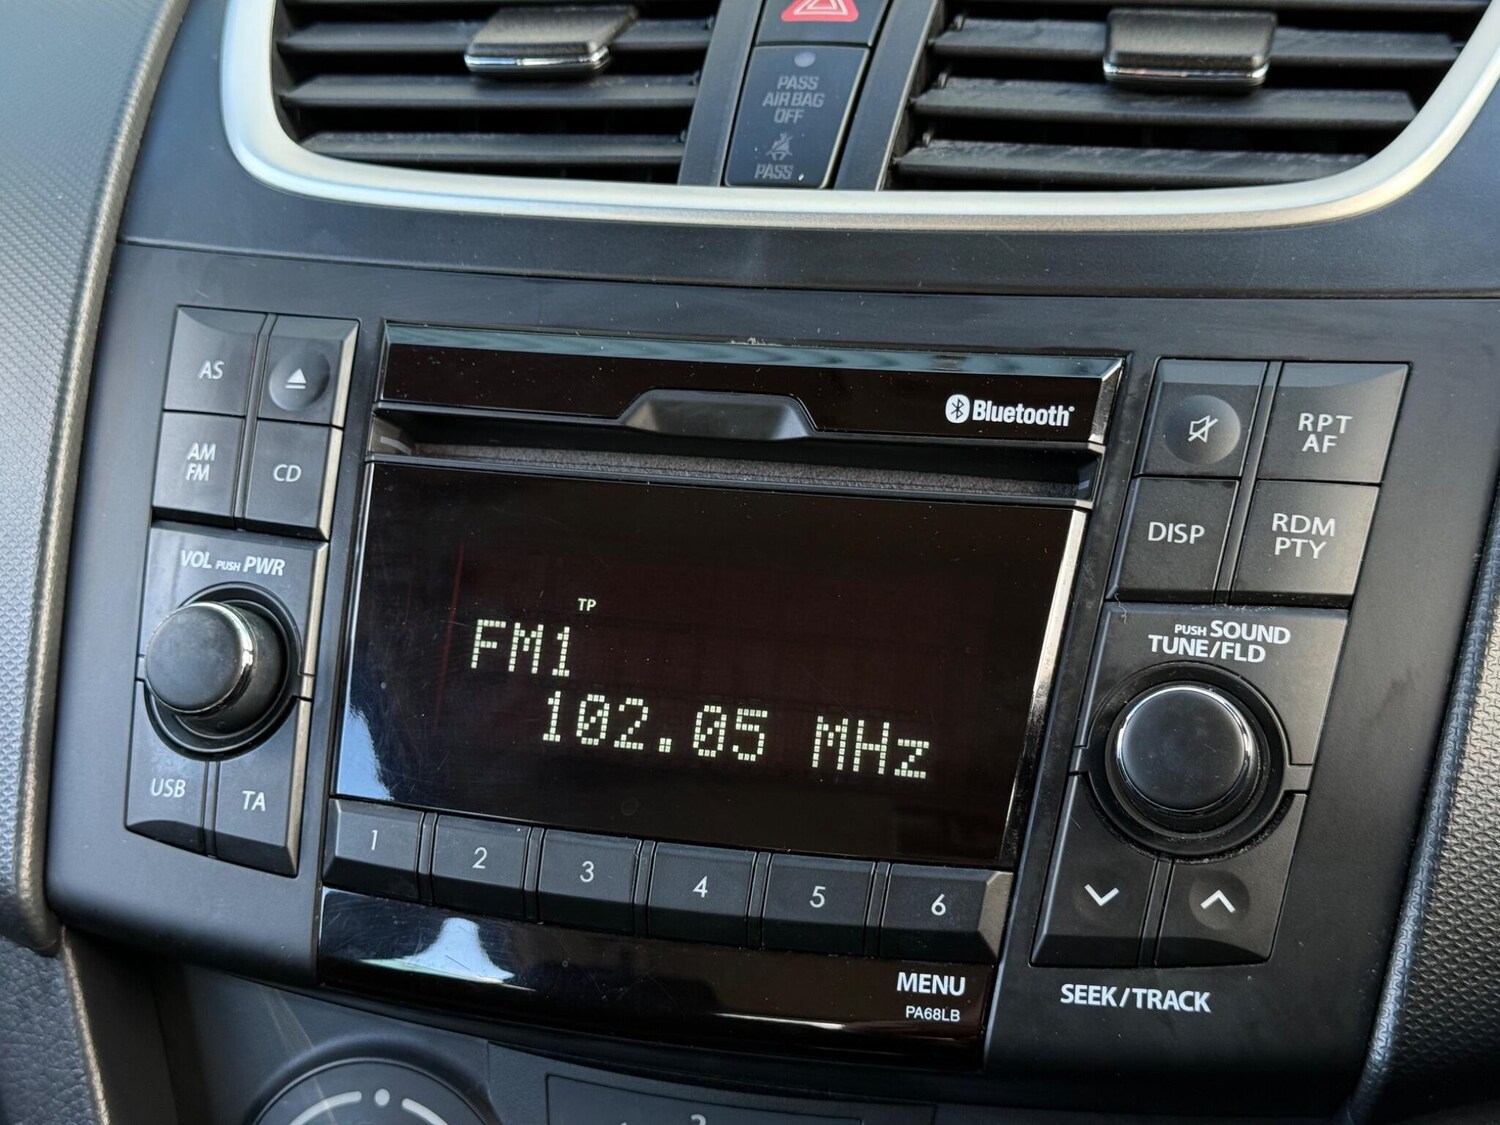 PASS
AIR BAG
OFF
PASS
AS
AM
FM
CD
Bluetooth
RPT
AF
DISP
RDM
PTY
VOL PUSH PWR
TP
FM1
102.05 MHz
PUSH SOUND
TUNE/FLD
USB
TA
1
2
3
4
5
6
MENU
PA68LB
SEEK/TRACK